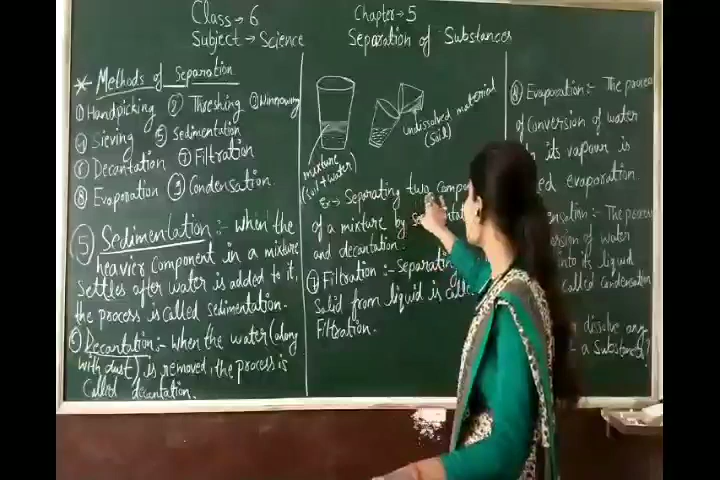 Class → 6
Chapter → 5
Subject → Science
Separation of Substances
* Methods of Separation
① Handpicking ② Threshing ③ Winnowing
④ Sieving ⑤ Sedimentation
⑥ Decantation ⑦ Filtration
⑧ Evaporation ⑨ Condensation
⑤ Sedimentation :- when the
heavier component in a mixture
settles after water is added to it,
the process is called sedimentation.
⑥ Decantation :- when the water (along
with dust) is removed, the process is
called decantation.
mixture
(soil + water)
undissolved material
(soil)
Ex → Separating two
of a mixture by
and decantation.
⑦ Filtration :- Separating
Solid from liquid is
Filtration.
⑧ Evaporation :- The
of conversion of water
its vapour is
evaporation.
:- The
of water
into its liquid
called condensation
dissolve any
a substance?